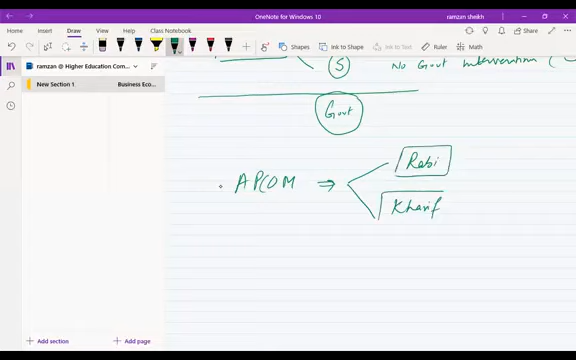 OneNote for Windows 10
ramzan sheikh
Home Insert Draw View Help Class Notebook
Share
Shapes Ink to Shape Ink to Text Ruler Math
ramzan @ Higher Education Com...
New Section 1 Business Eco...
S No Govt Intervention (
Govt
APCOM ⇒ Rabi
Kharif
+ Add section + Add page